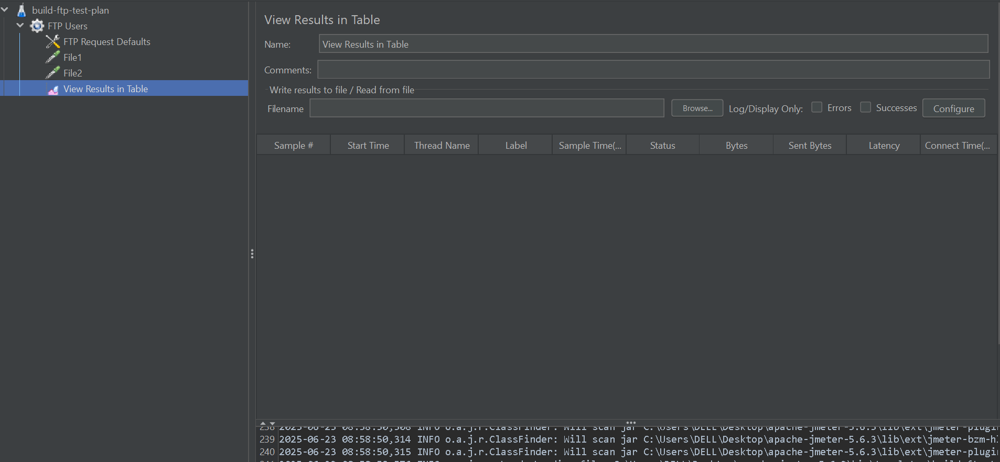 build-ftp-test-plan
FTP Users
FTP Request Defaults
File1
File2
View Results in Table
View Results in Table
Name: View Results in Table
Comments:
Write results to file / Read from file
Filename Browse... Log/Display Only: Errors Successes Configure
Sample # Start Time Thread Name Label Sample Time(... Status Bytes Sent Bytes Latency Connect Time(...
238 2025-06-23 08:58:50,308 INFO o.a.j.r.ClassFinder: Will scan jar C:\Users\DELL\Desktop\apache-jmeter-5.6.3\lib\ext\jmeter-plugin
239 2025-06-23 08:58:50,314 INFO o.a.j.r.ClassFinder: Will scan jar C:\Users\DELL\Desktop\apache-jmeter-5.6.3\lib\ext\jmeter-bzm-h
240 2025-06-23 08:58:50,315 INFO o.a.j.r.ClassFinder: Will scan jar C:\Users\DELL\Desktop\apache-jmeter-5.6.3\lib\ext\jmeter-plugin